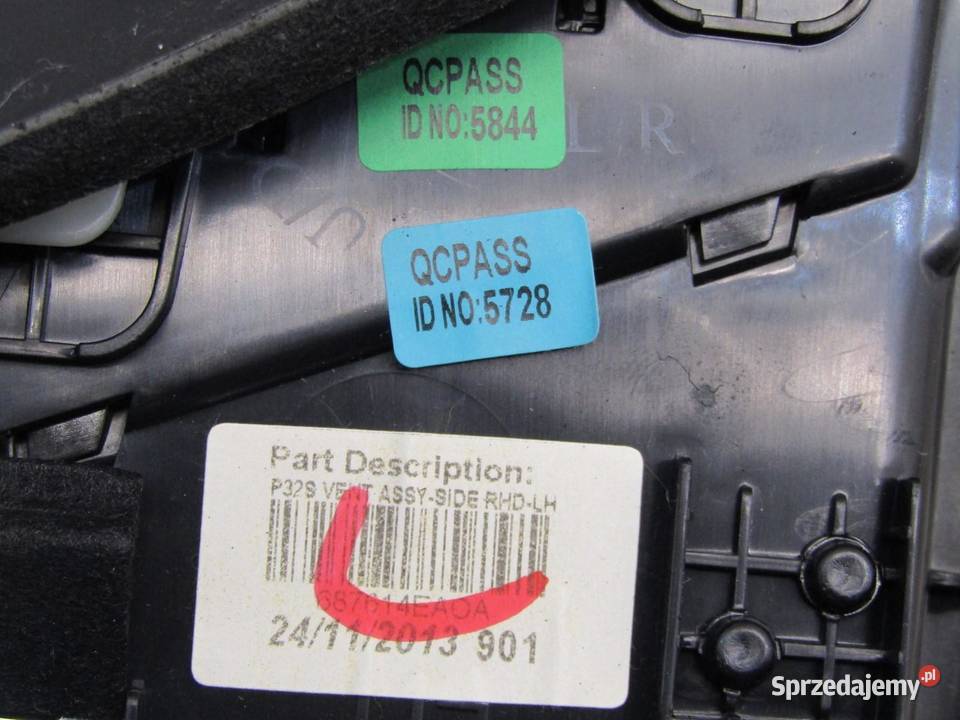 QCPASS
ID NO:5844
L R
QCPASS
ID NO:5728
Part Description:
P32S VENT ASSY-SIDE RHD-LH
687614EA0A
24/11/2013 901
Sprzedajemy.pl